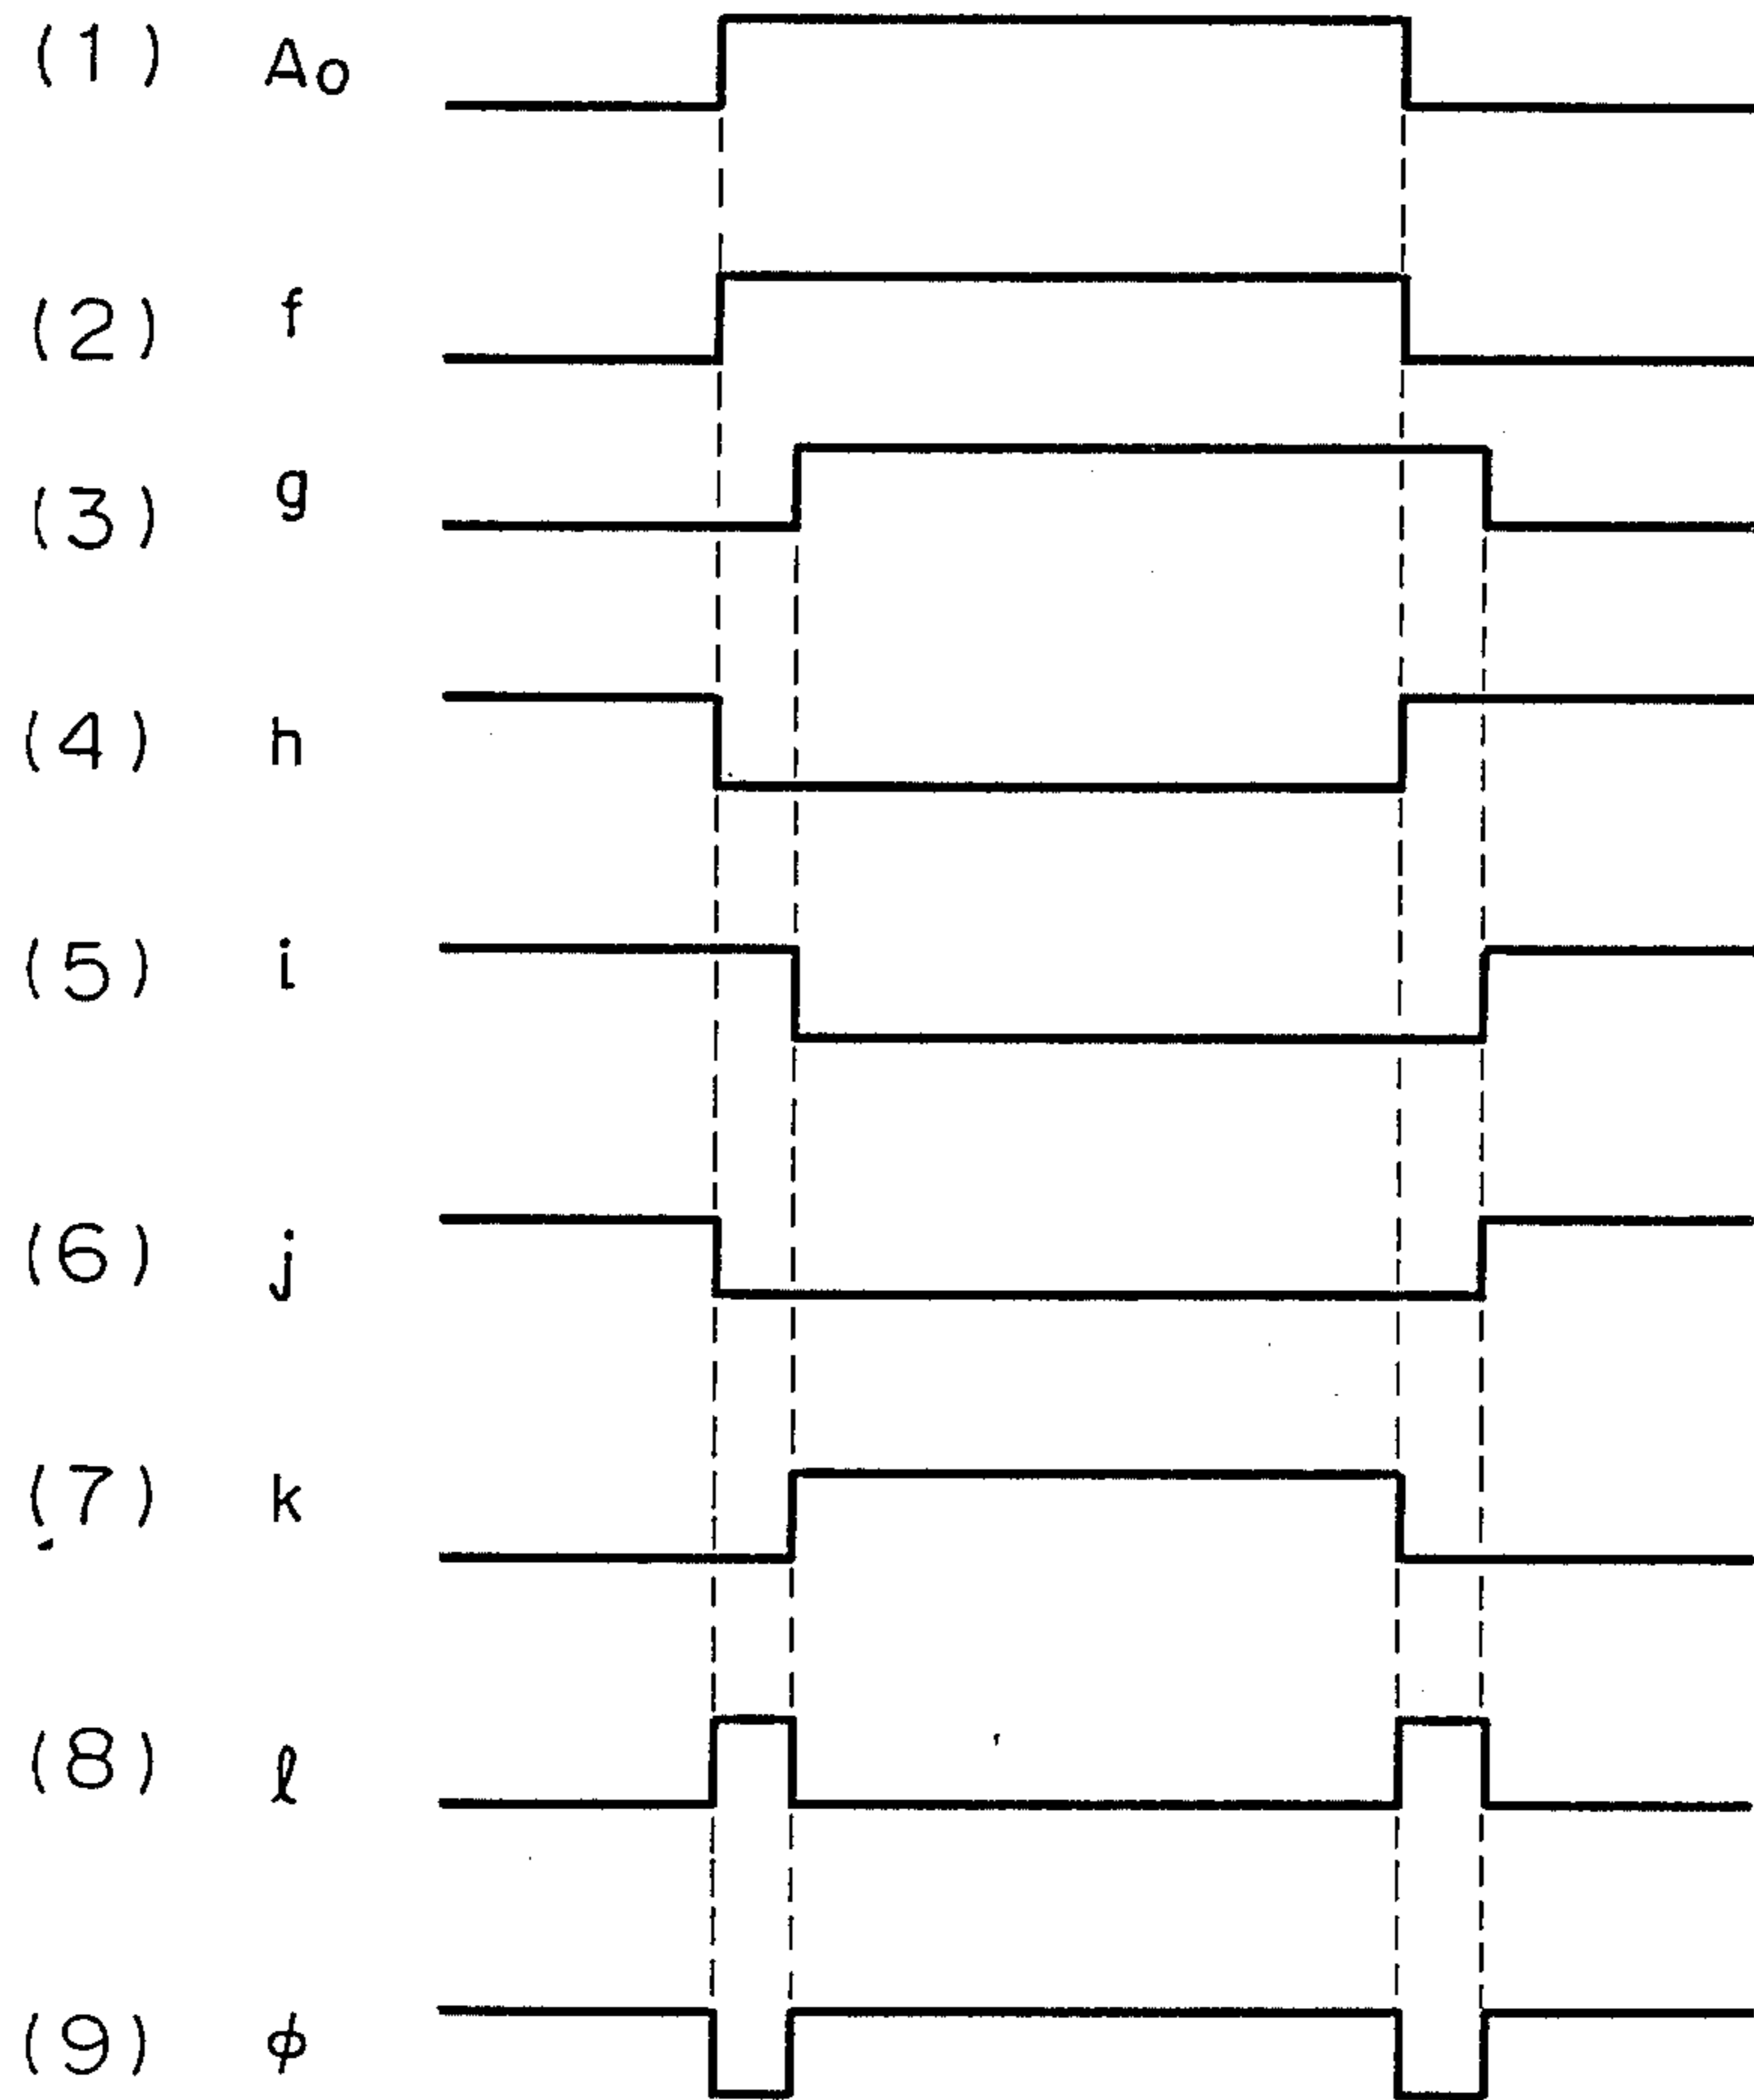 (1) Ao
(2) f
(3) g
(4) h
(5) i
(6) j
(7) k
(8) ℓ
(9) ϕ